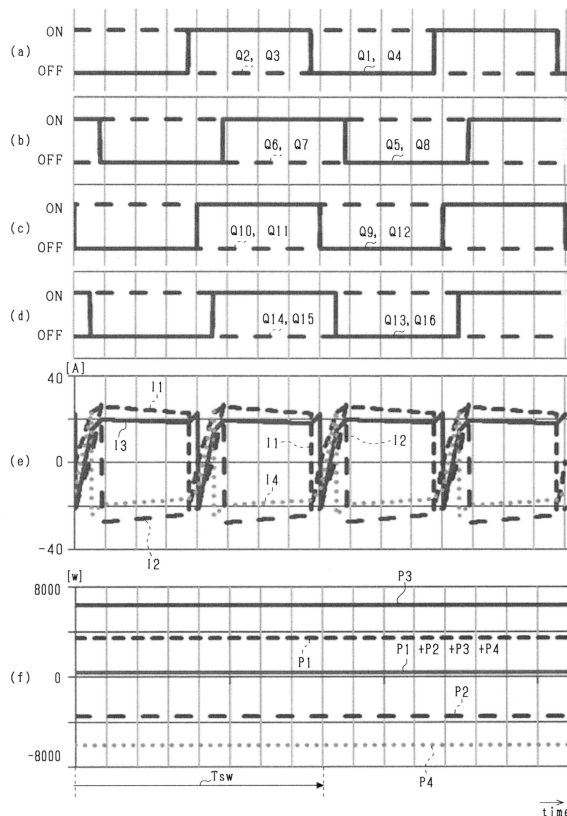 ON
(a)
OFF
Q2, Q3
Q1, Q4
ON
(b)
OFF
Q6, Q7
Q5, Q8
ON
(c)
OFF
Q10, Q11
Q9, Q12
ON
(d)
OFF
Q14, Q15
Q13, Q16
[A]
40
I1
I3
I1
I2
(e)
0
I4
-40
I2
[w]
8000
P3
P1
P1 +P2 +P3 +P4
(f)
0
P2
-8000
Tsw
P4
time